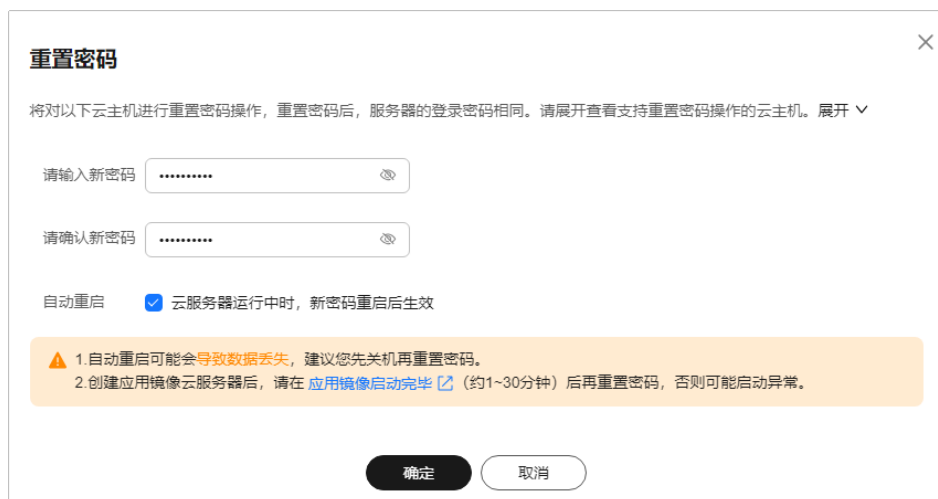 重置密码
将对以下云主机进行重置密码操作，重置密码后，服务器的登录密码相同。请展开查看支持重置密码操作的云主机。展开
请输入新密码 ••••••••••
请确认新密码 ••••••••••
自动重启 云服务器运行中时，新密码重启后生效
1.自动重启可能会导致数据丢失，建议您先关机再重置密码。
2.创建应用镜像云服务器后，请在 应用镜像启动完毕（约1~30分钟）后再重置密码，否则可能启动异常。
确定 取消